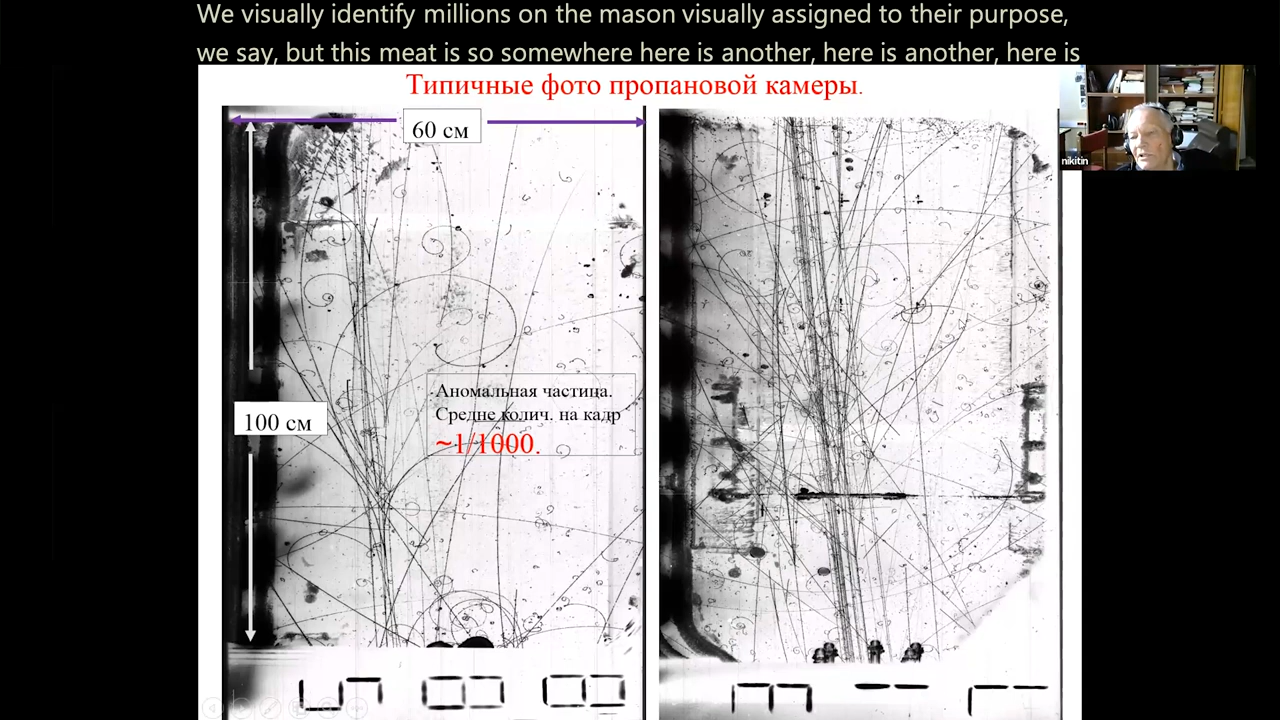 We visually identify millions on the mason visually assigned to their purpose,
we say, but this meat is so somewhere here is another, here is another, here is
Типичные фото пропановой камеры.
60 см
nikitin
Аномальная частица.
Средне колич. на кадр
~1/1000.
100 см